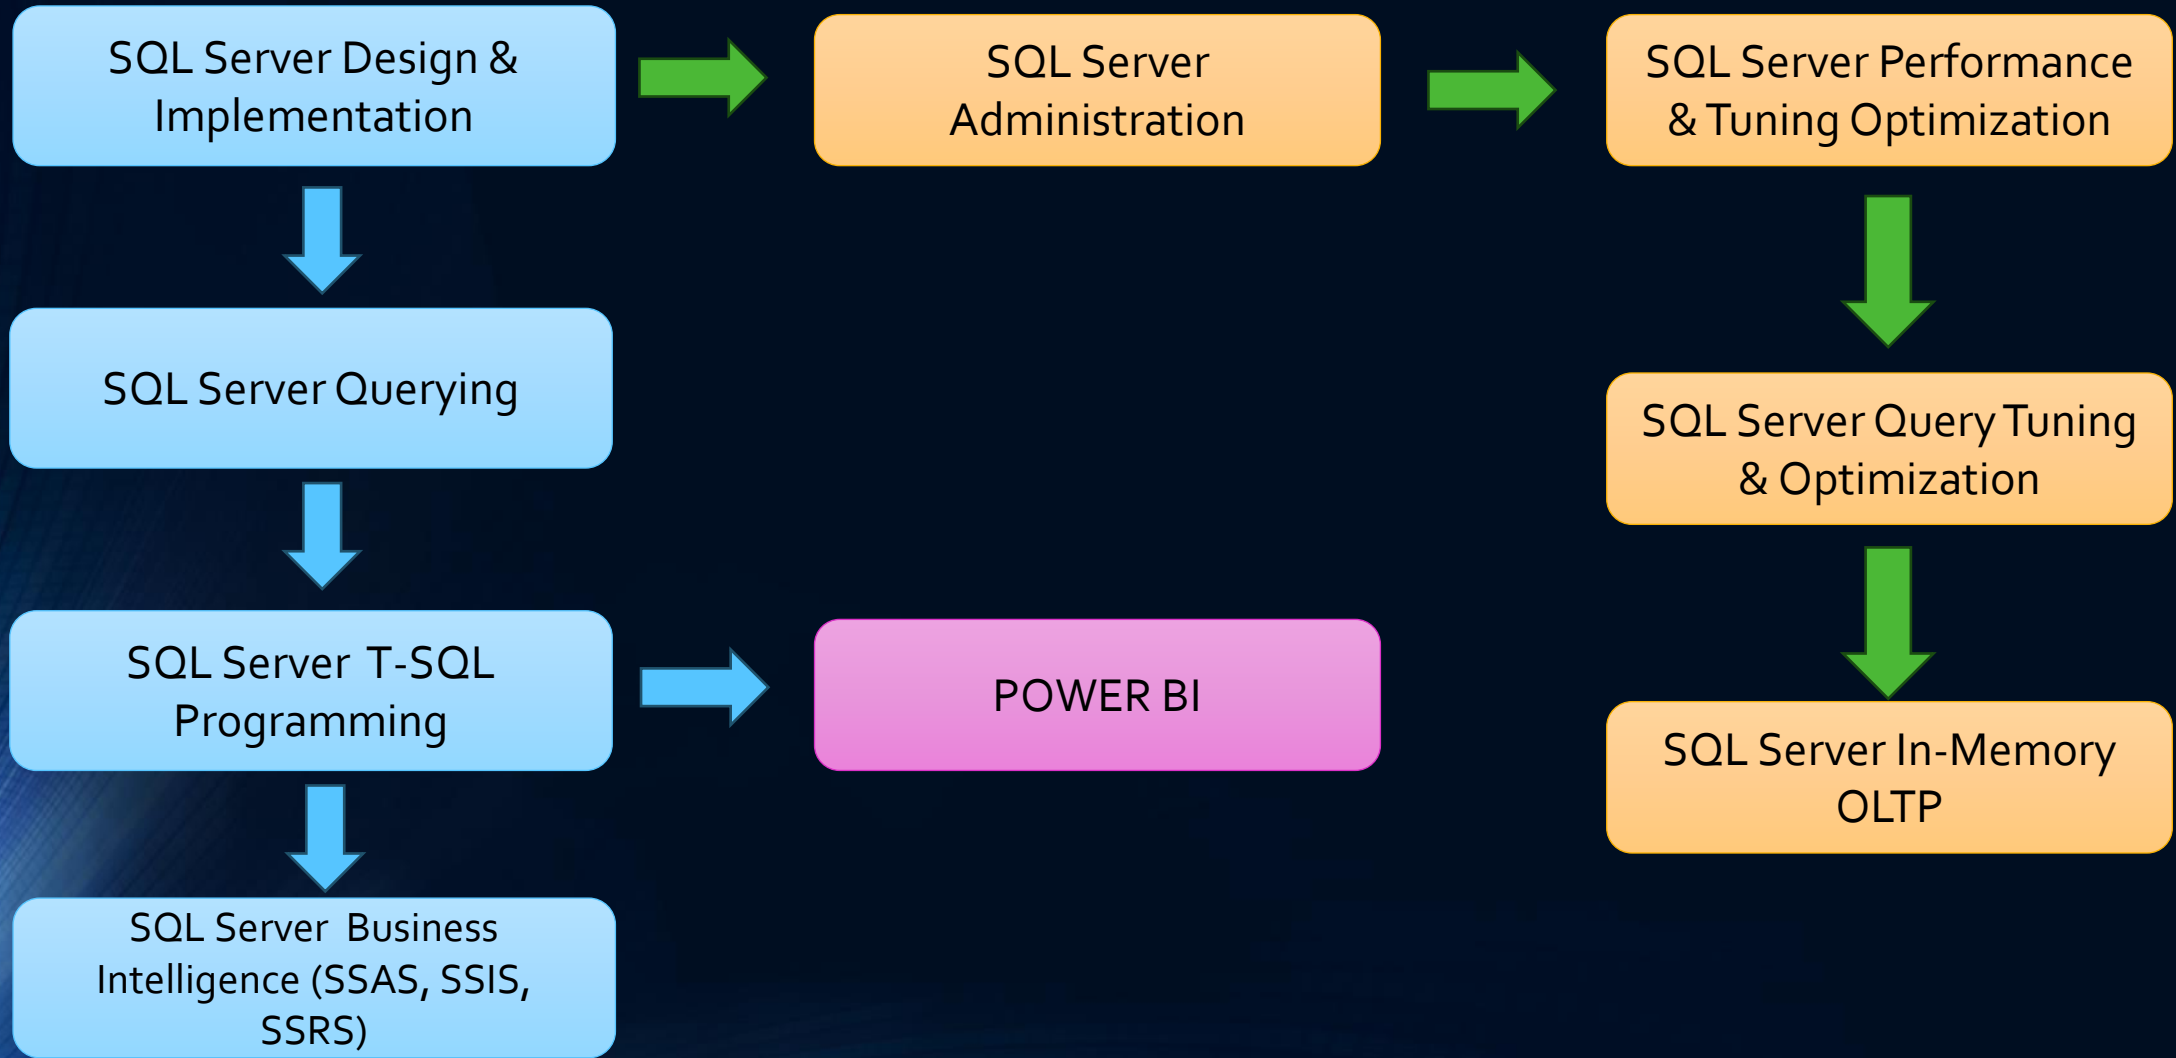 SQL Server Design &
Implementation
SQL Server
Administration
SQL Server Performance
& Tuning Optimization
SQL Server Querying
SQL Server Query Tuning
& Optimization
SQL Server T-SQL
Programming
POWER BI
SQL Server In-Memory
OLTP
SQL Server Business
Intelligence (SSAS, SSIS,
SSRS)